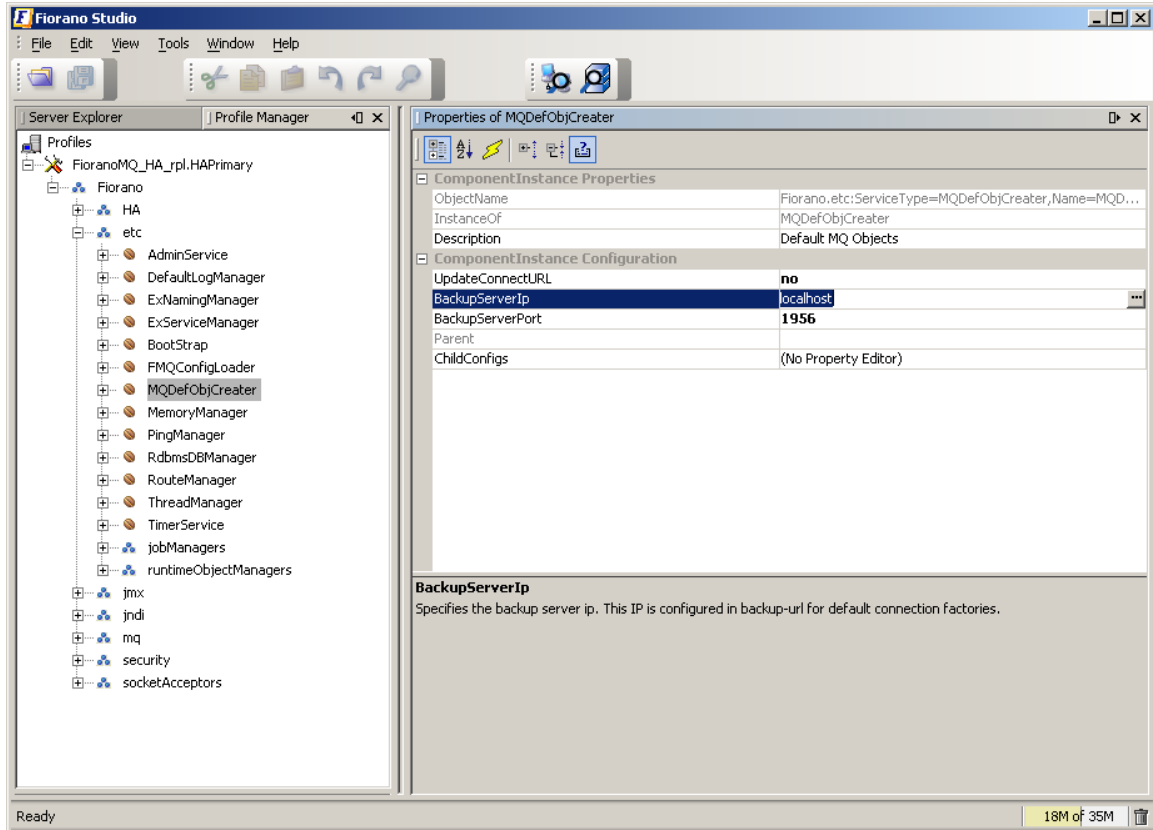 Fiorano Studio
File Edit View Tools Window Help
Server Explorer Profile Manager
Profiles
FioranoMQ_HA_rpl.HAPrimary
Fiorano
HA
etc
AdminService
DefaultLogManager
ExNamingManager
ExServiceManager
BootStrap
FMQConfigLoader
MQDefObjCreater
MemoryManager
PingManager
RdbmsDBManager
RouteManager
ThreadManager
TimerService
jobManagers
runtimeObjectManagers
jmx
jndi
mq
security
socketAcceptors
Properties of MQDefObjCreater
ComponentInstance Properties
ObjectName Fiorano.etc:ServiceType=MQDefObjCreater,Name=MQD...
InstanceOf MQDefObjCreater
Description Default MQ Objects
ComponentInstance Configuration
UpdateConnectURL no
BackupServerIp localhost ...
BackupServerPort 1956
Parent
ChildConfigs (No Property Editor)
BackupServerIp
Specifies the backup server ip. This IP is configured in backup-url for default connection factories.
Ready 18M of 35M